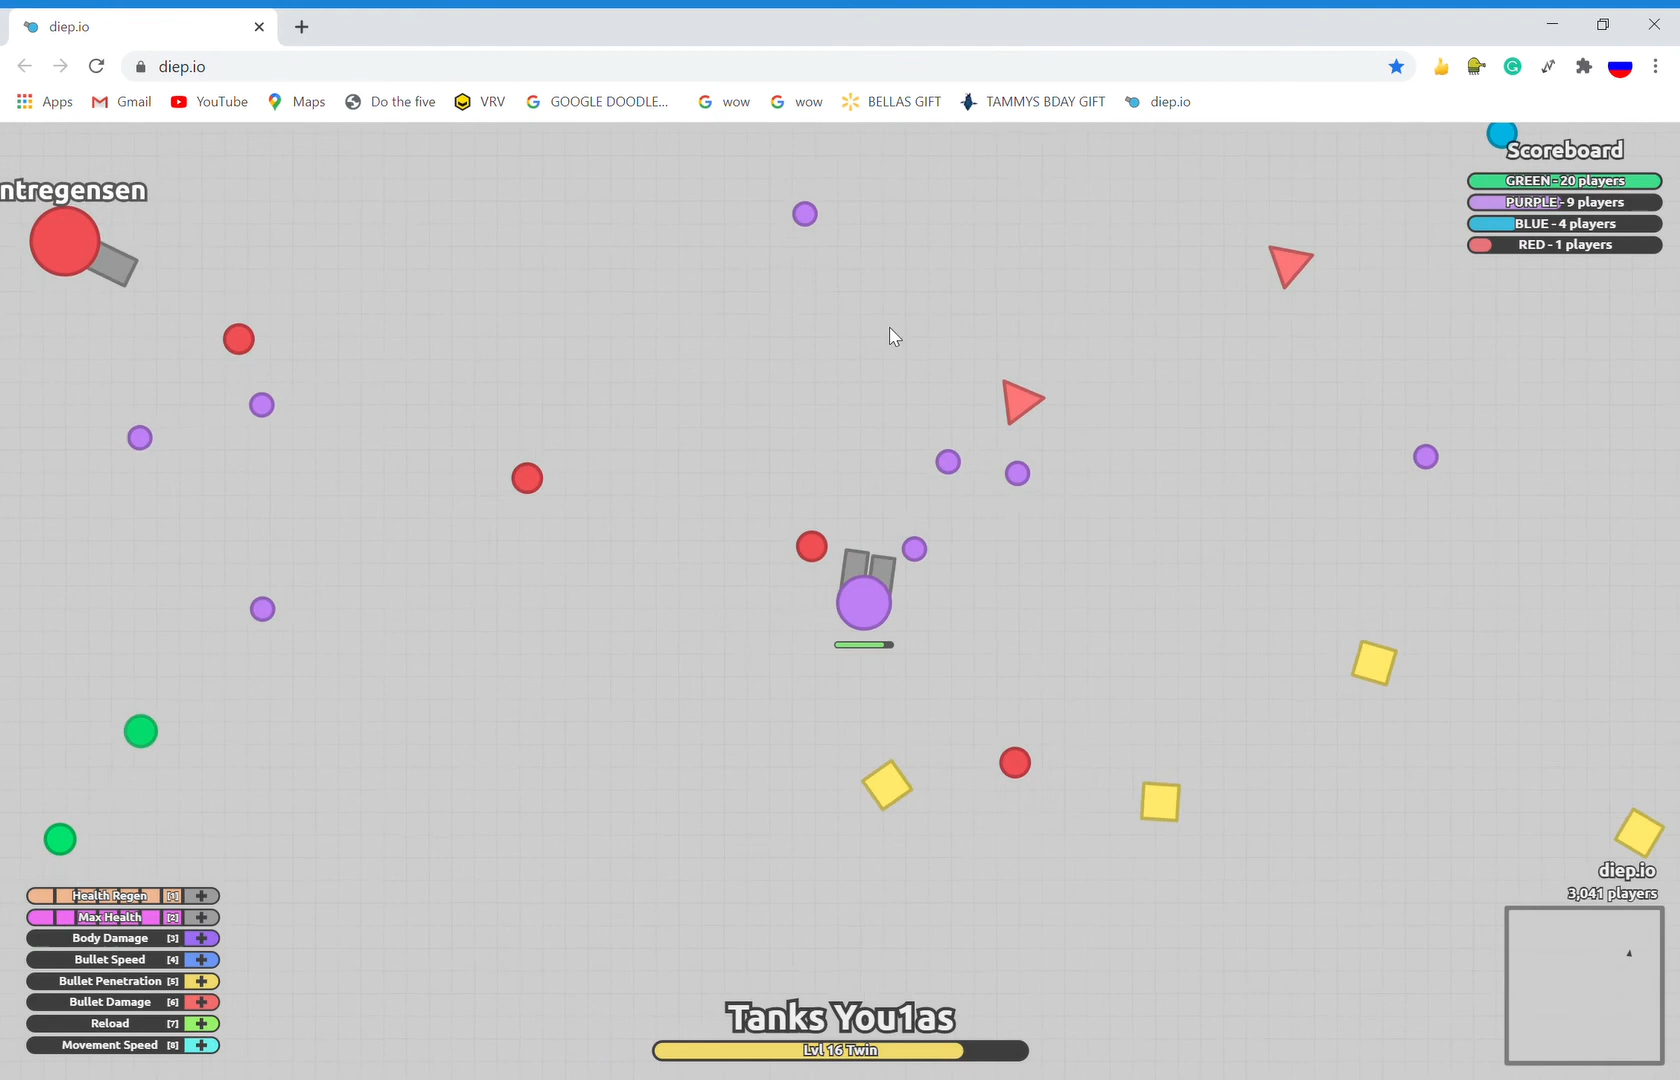 diep.io
diep.io
Apps Gmail YouTube Maps Do the five VRV GOOGLE DOODLE... wow wow BELLAS GIFT TAMMYS BDAY GIFT diep.io
Scoreboard
GREEN - 20 players
PURPLE - 9 players
BLUE - 4 players
RED - 1 players
ntregensen
diep.io
3,041 players
Health Regen [1]
Max Health [2]
Body Damage [3]
Bullet Speed [4]
Bullet Penetration [5]
Bullet Damage [6]
Reload [7]
Movement Speed [8]
Tanks You1as
Lvl 16 Twin